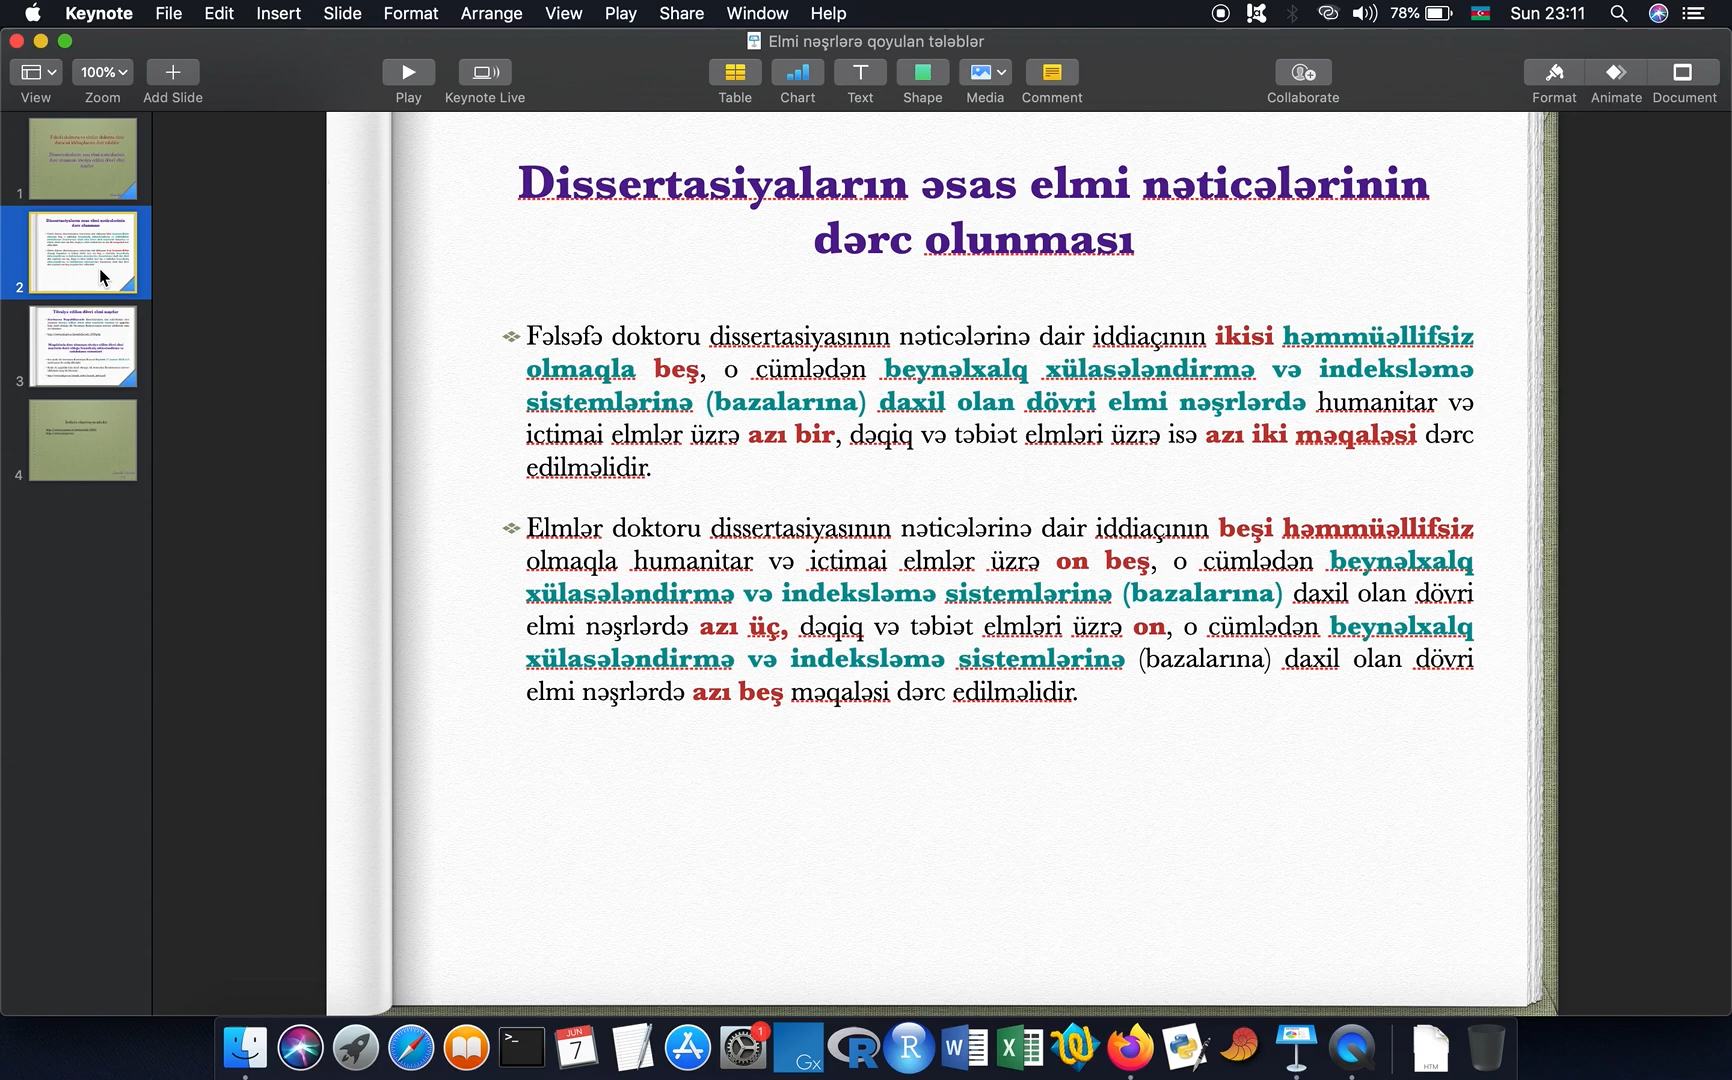 Keynote File Edit Insert Slide Format Arrange View Play Share Window Help 78% Sun 23:11
Elmi nəşrlərə qoyulan tələblər
100%
View Zoom Add Slide Play Keynote Live Table Chart Text Shape Media Comment Collaborate Format Animate Document
1
2
3
4
Dissertasiyaların əsas elmi nəticələrinin
dərc olunması
Fəlsəfə doktoru dissertasiyasının nəticələrinə dair iddiaçının ikisi həmmüəllifsiz
olmaqla beş, o cümlədən beynəlxalq xülasələndirmə və indeksləmə
sistemlərinə (bazalarına) daxil olan dövri elmi nəşrlərdə humanitar və
ictimai elmlər üzrə azı bir, dəqiq və təbiət elmləri üzrə isə azı iki məqaləsi dərc
edilməlidir.
Elmlər doktoru dissertasiyasının nəticələrinə dair iddiaçının beşi həmmüəllifsiz
olmaqla humanitar və ictimai elmlər üzrə on beş, o cümlədən beynəlxalq
xülasələndirmə və indeksləmə sistemlərinə (bazalarına) daxil olan dövri
elmi nəşrlərdə azı üç, dəqiq və təbiət elmləri üzrə on, o cümlədən beynəlxalq
xülasələndirmə və indeksləmə sistemlərinə (bazalarına) daxil olan dövri
elmi nəşrlərdə azı beş məqaləsi dərc edilməlidir.
JUN
7
1
Gx
R
R
W
X
HTM